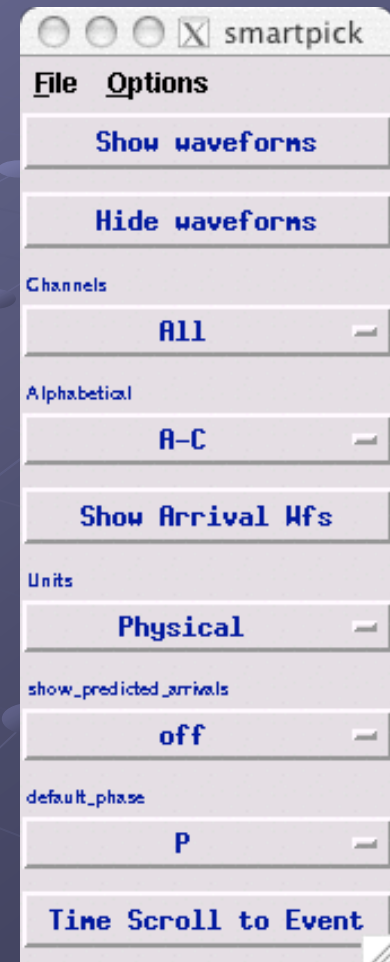 smartpick
File Options
Show waveforms
Hide waveforms
Channels
All
Alphabetical
A-C
Show Arrival Wfs
Units
Physical
show_predicted_arrivals
off
default_phase
P
Time Scroll to Event